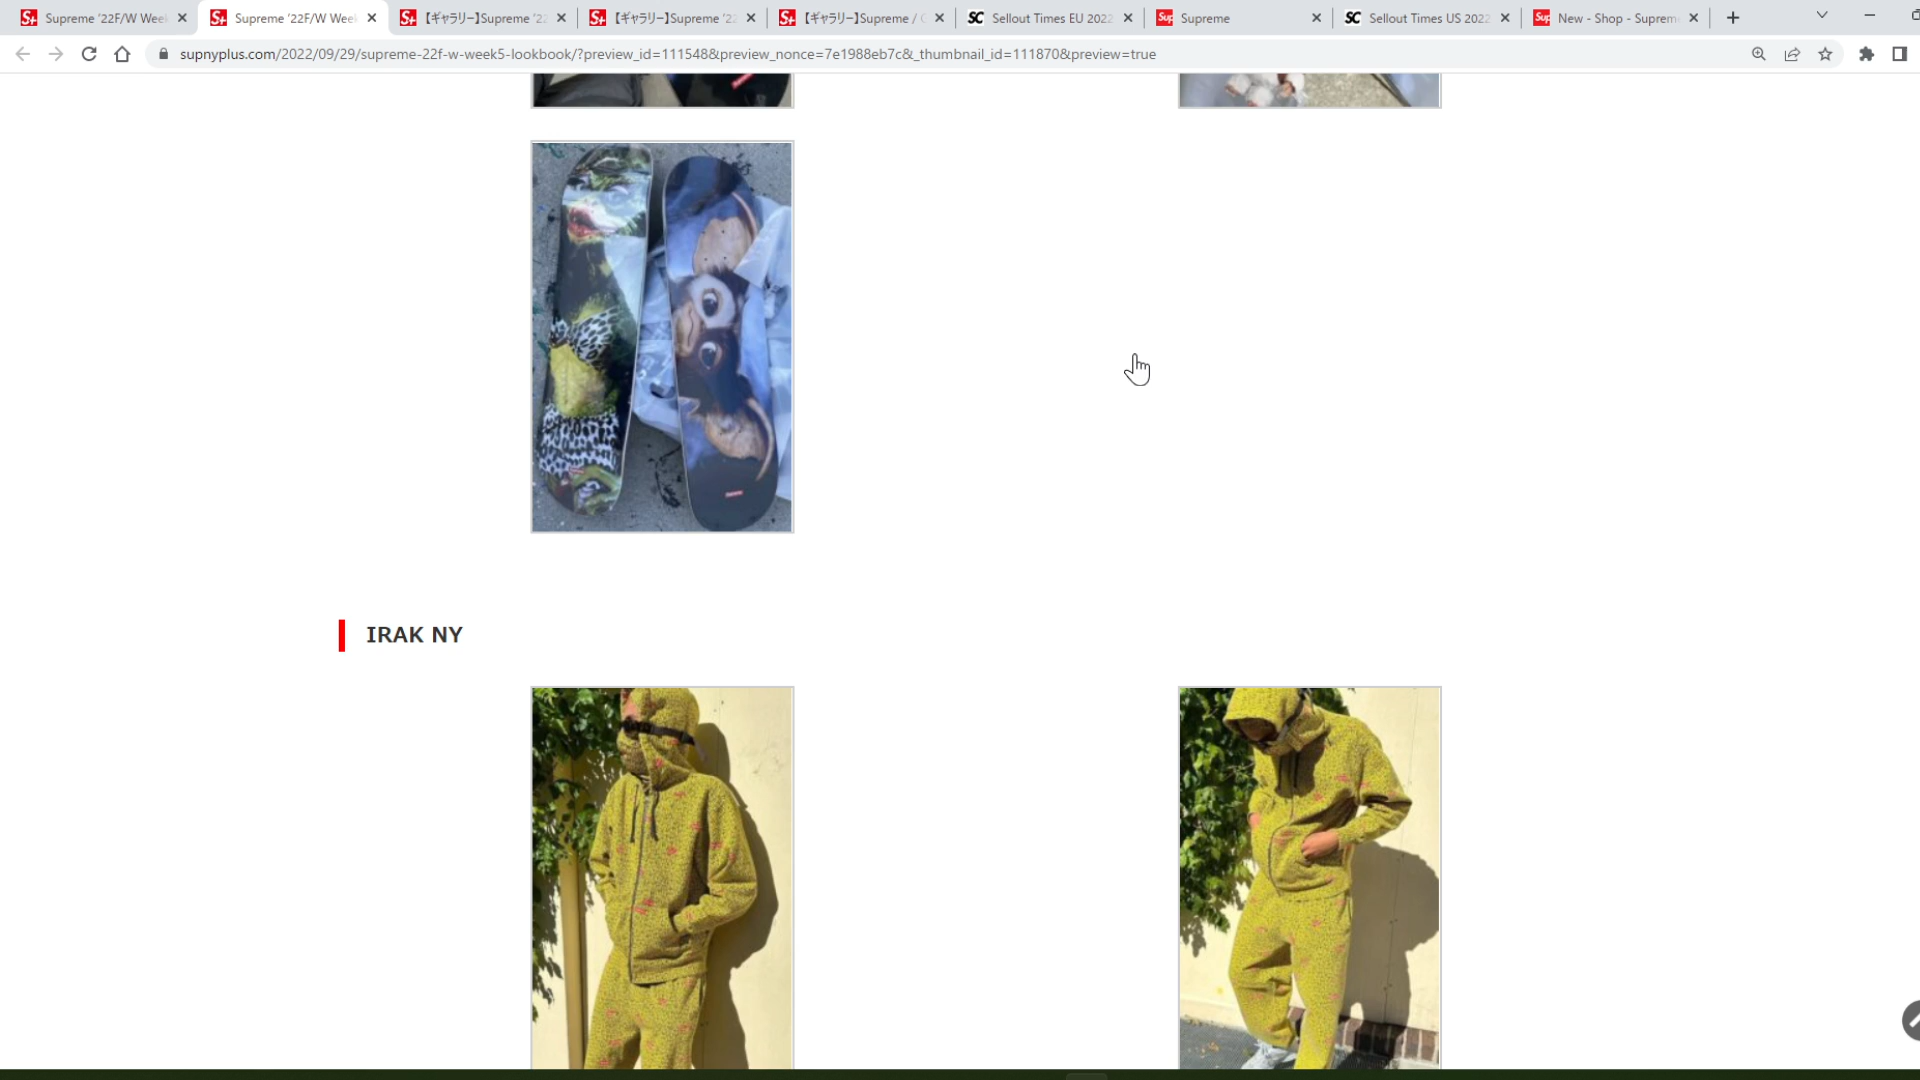 Supreme '22F/W Wee
Supreme '22F/W Wee
【ギャラリー】Supreme '22
【ギャラリー】Supreme '22
【ギャラリー】Supreme / 
Sellout Times EU 2022
Supreme
Sellout Times US 2022
New - Shop - Suprem
supnyplus.com/2022/09/29/supreme-22f-w-week5-lookbook/?preview_id=111548&preview_nonce=7e1988eb7c&_thumbnail_id=111870&preview=true
IRAK NY